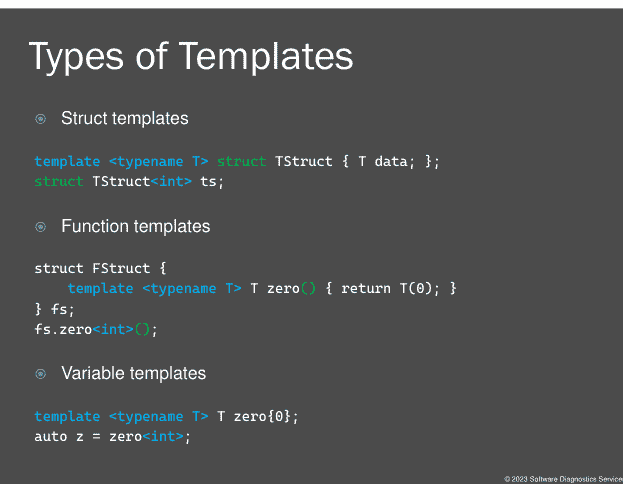 Types of Templates
Struct templates
template <typename T> struct TStruct { T data; };
struct TStruct<int> ts;
Function templates
struct FStruct {
    template <typename T> T zero() { return T(0); }
} fs;
fs.zero<int>();
Variable templates
template <typename T> T zero{0};
auto z = zero<int>;
© 2023 Software Diagnostics Service